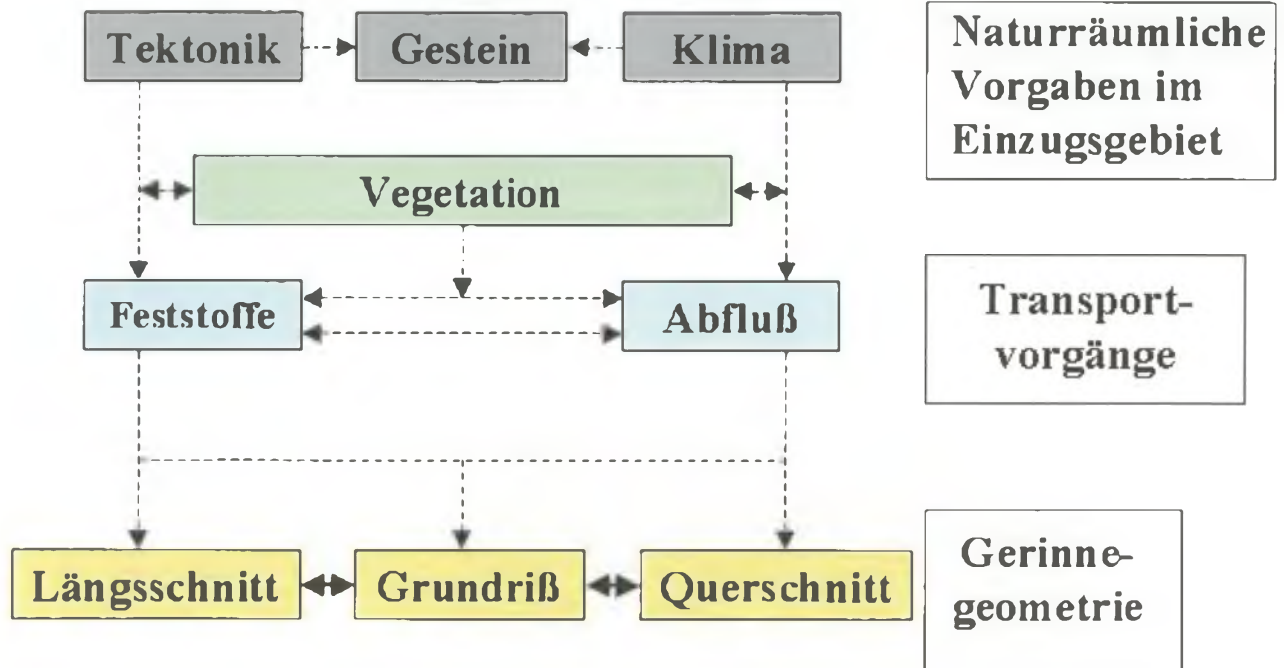 Tektonik
Gestein
Klima
Naturräumliche
Vorgaben im
Einzugsgebiet
Vegetation
Feststoffe
Abfluß
Transport-
vorgänge
Längsschnitt
Grundriß
Querschnitt
Gerinne-
geometrie